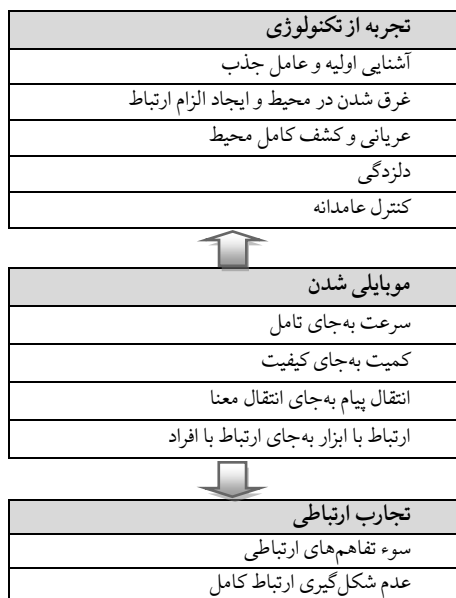 تجربه از تکنولوژی
آشنایی اولیه و عامل جذب
غرق شدن در محیط و ایجاد الزام ارتباط
عریانی و کشف کامل محیط
دلزدگی
کنترل عامدانه
موبایلی شدن
سرعت به‌جای تامل
کمیت به‌جای کیفیت
انتقال پیام به‌جای انتقال معنا
ارتباط با ابزار به‌جای ارتباط با افراد
تجارب ارتباطی
سوء تفاهم‌های ارتباطی
عدم شکل‌گیری ارتباط کامل